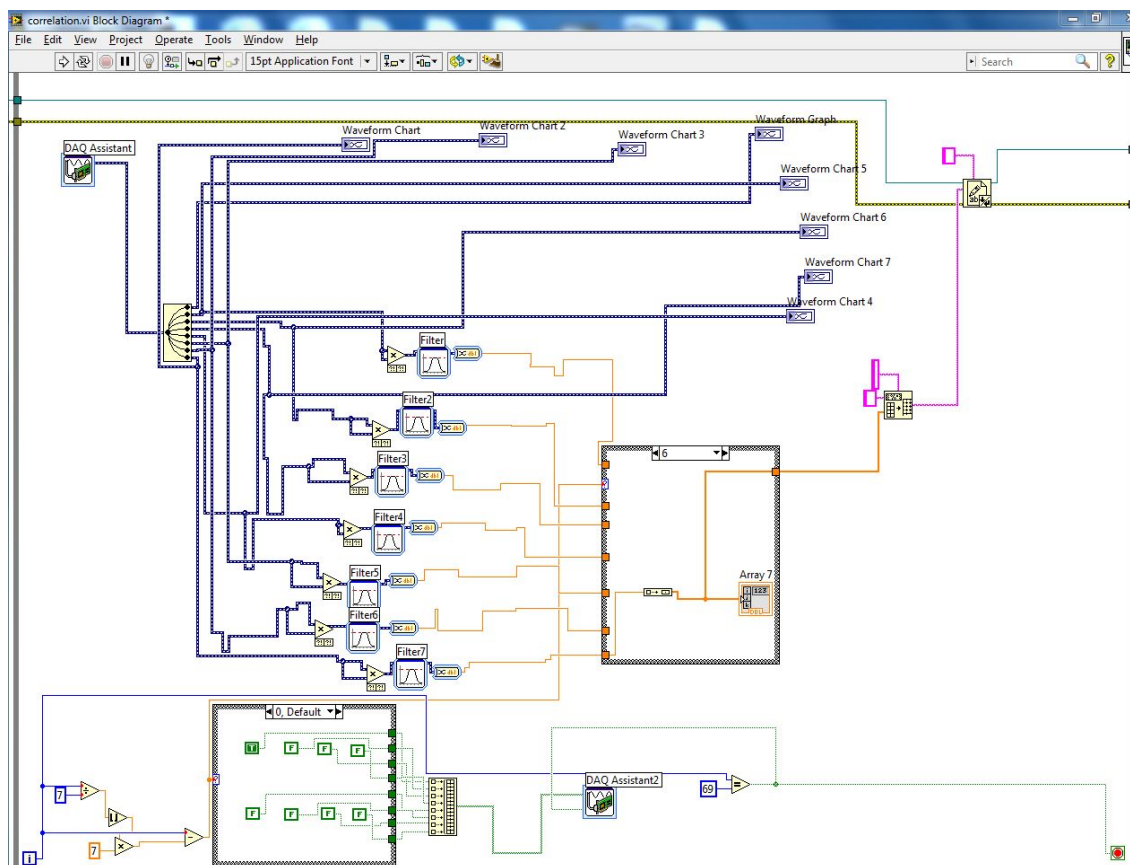 correlation.vi Block Diagram *
File Edit View Project Operate Tools Window Help
15pt Application Font
Search
DAQ Assistant
Waveform Chart
Waveform Chart 2
Waveform Chart 3
Waveform Graph
Waveform Chart 5
Waveform Chart 6
Waveform Chart 7
Waveform Chart 4
Filter
Filter2
Filter3
Filter4
Filter5
Filter6
Filter7
6
Array 7
0, Default
T F F F
F F F F
DAQ Assistant2
69
7
7
i